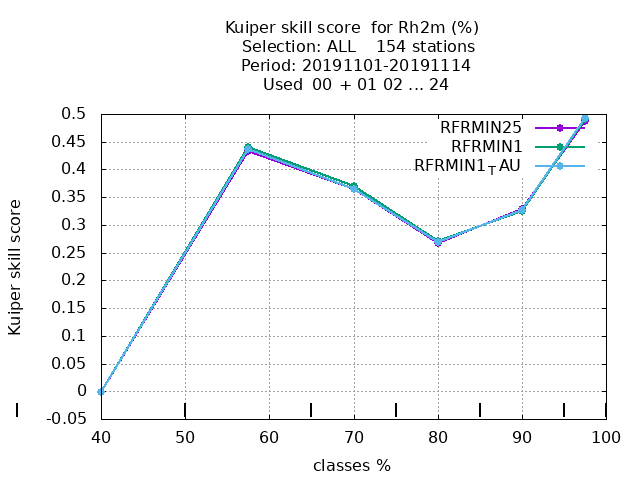 Kuiper skill score  for Rh2m (%)
Selection: ALL    154 stations
Period: 20191101-20191114
Used  00 + 01 02 ... 24
RFRMIN25
RFRMIN1
RFRMIN1TAU
Kuiper skill score
0.5
0.45
0.4
0.35
0.3
0.25
0.2
0.15
0.1
0.05
0
-0.05
40 50 60 70 80 90 100
classes %